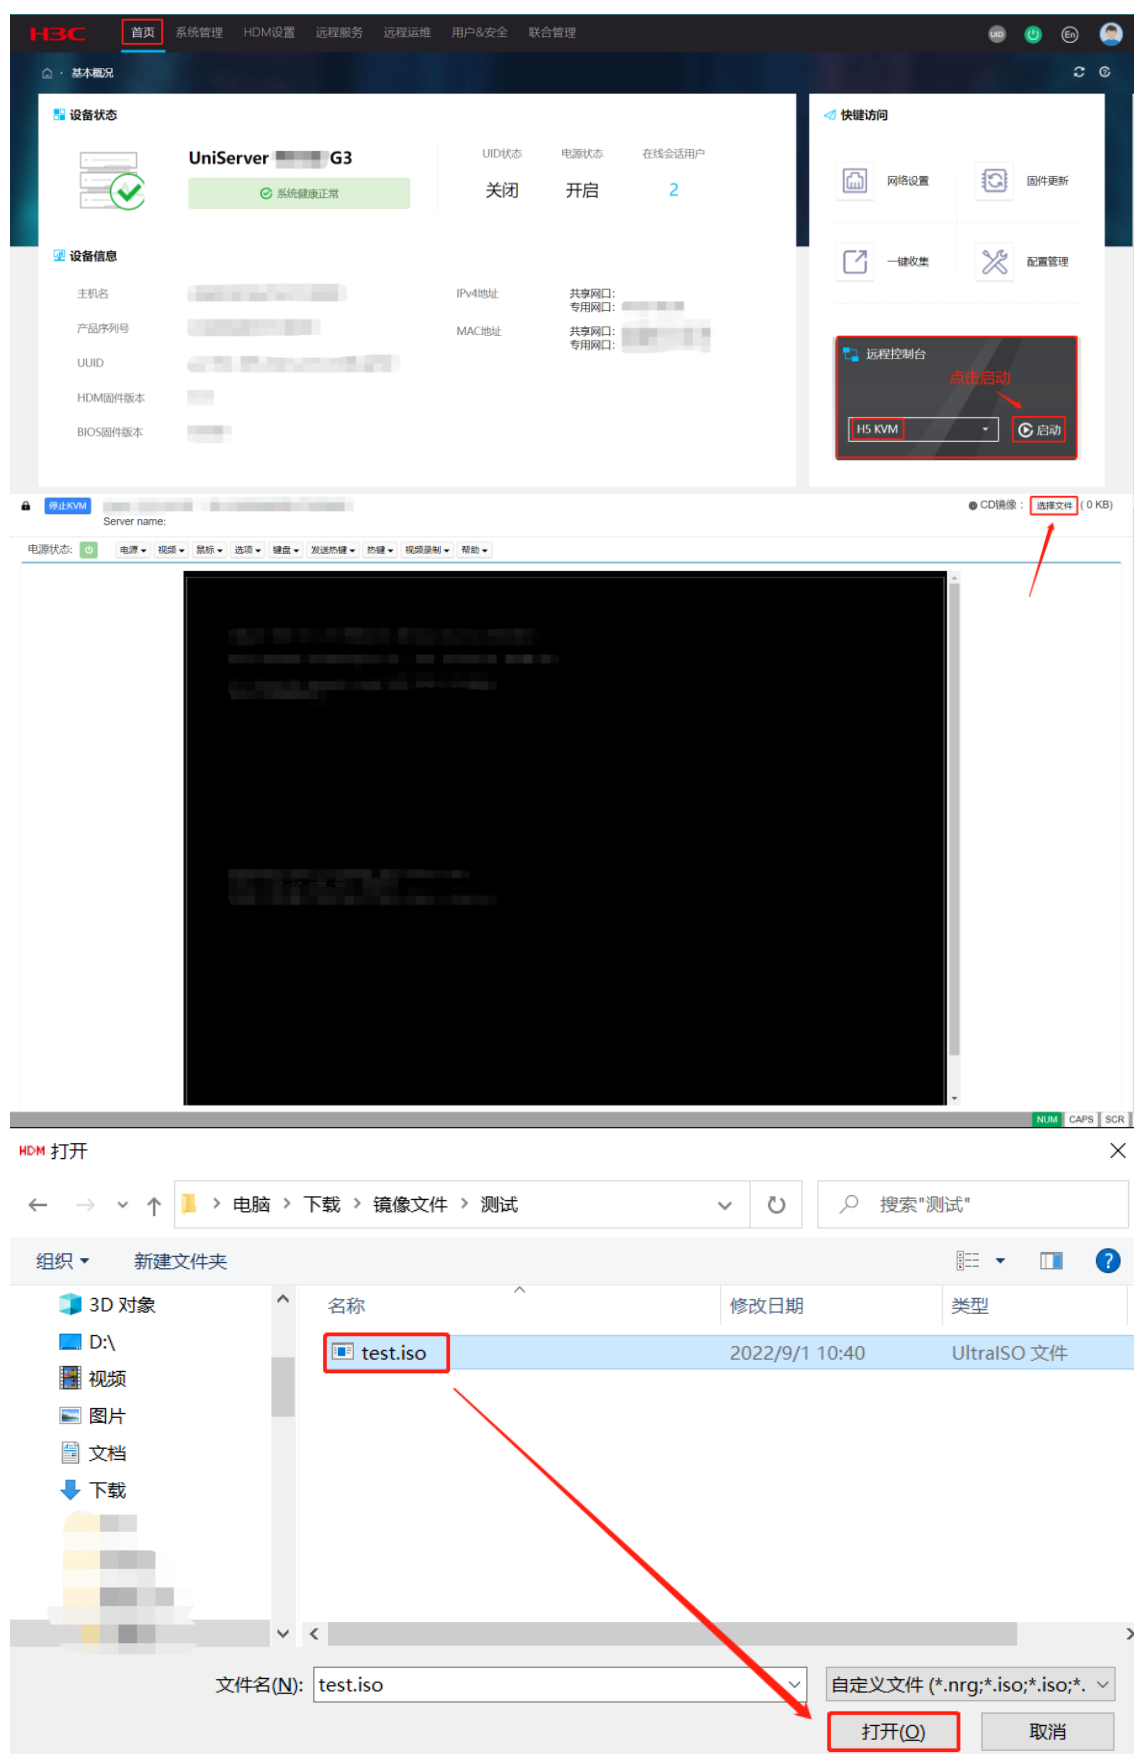 H3C 首页 系统管理 HDM设置 远程服务 远程运维 用户&安全 联合管理 UID En
基本概况
设备状态
UniServer G3
系统健康正常
UID状态 电源状态 在线会话用户
关闭 开启 2
设备信息
主机名
产品序列号
UUID
HDM固件版本
BIOS固件版本
IPv4地址 共享网口:
专用网口:
MAC地址 共享网口:
专用网口:
快键访问
网络设置 固件更新
一键收集 配置管理
远程控制台
点击启动
H5 KVM 启动
停止KVM
Server name:
CD镜像： 选择文件 ( 0 KB)
电源状态: 电源 视频 鼠标 选项 键盘 发送热键 热键 视频录制 帮助
NUM CAPS SCR
HDM 打开
电脑 > 下载 > 镜像文件 > 测试
搜索"测试"
组织 新建文件夹
名称 修改日期 类型
test.iso 2022/9/1 10:40 UltraISO 文件
3D 对象
D:\
视频
图片
文档
下载
文件名(N): test.iso
自定义文件 (*.nrg;*.iso;*.iso;*.
打开(O) 取消